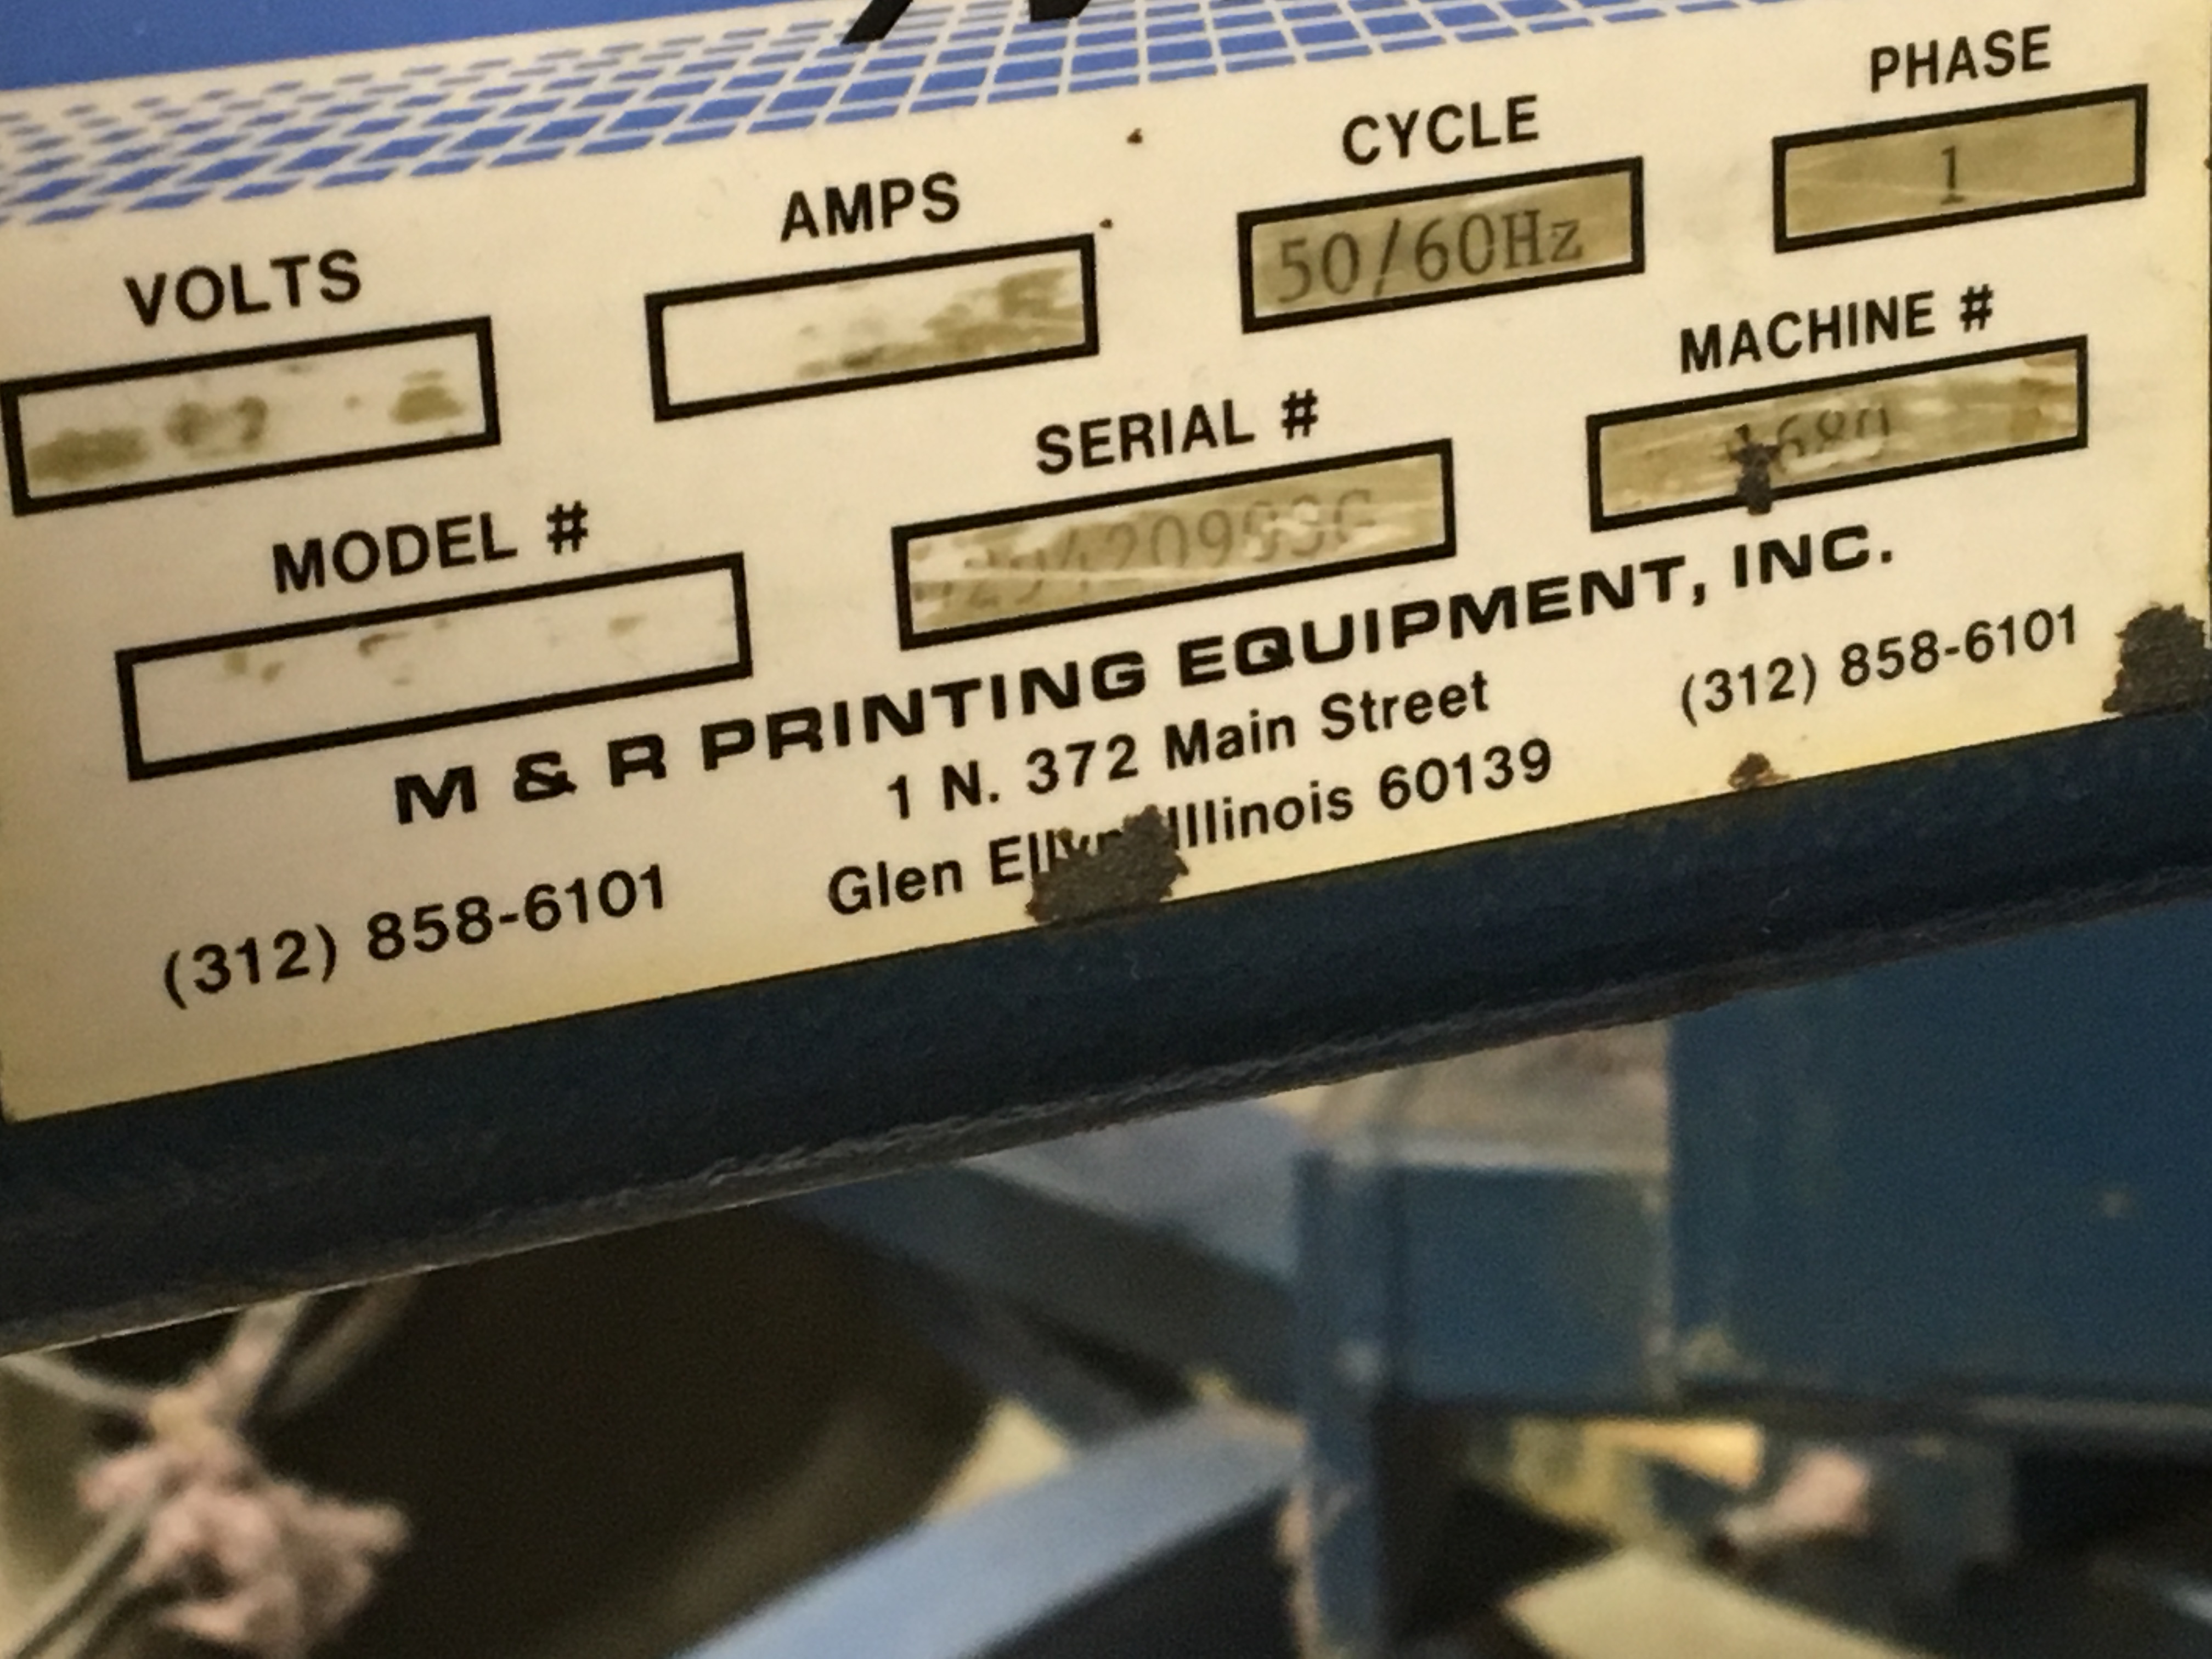 VOLTS AMPS CYCLE PHASE
50/60Hz 1
MODEL # SERIAL # MACHINE #
M & R PRINTING EQUIPMENT, INC.
1 N. 372 Main Street
Glen Illinois 60139
(312) 858-6101 (312) 858-6101